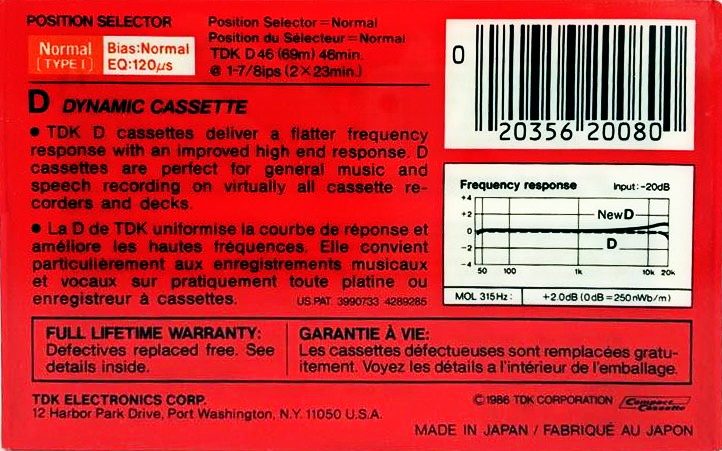 POSITION SELECTOR
Normal
[TYPE I]
Bias:Normal
EQ:120µs
Position Selector=Normal
Position du Sélecteur=Normal
TDK D46 (69m) 46min.
@ 1-7/8ips (2×23min.)
D DYNAMIC CASSETTE
● TDK D cassettes deliver a flatter frequency
response with an improved high end response. D
cassettes are perfect for general music and
speech recording on virtually all cassette re-
corders and decks.
● La D de TDK uniformise la courbe de réponse et
améliore les hautes fréquences. Elle convient
particulièrement aux enregistrements musicaux
et vocaux sur pratiquement toute platine ou
enregistreur à cassettes.
US.PAT. 3990733 4289285
0
20356 20080
Frequency response Input:-20dB
+4
+2
0
-2
-4
New D
D
50 100 1k 10k 20k
MOL 315Hz: +2.0dB (0dB=250nWb/m)
FULL LIFETIME WARRANTY:
Defectives replaced free. See
details inside.
GARANTIE À VIE:
Les cassettes défectueuses sont remplacées gratu-
itement. Voyez les détails a l'intérieur de l'emballage.
TDK ELECTRONICS CORP.
12 Harbor Park Drive, Port Washington, N.Y. 11050 U.S.A.
©1986 TDK CORPORATION
Compact Cassette
MADE IN JAPAN / FABRIQUÉ AU JAPON